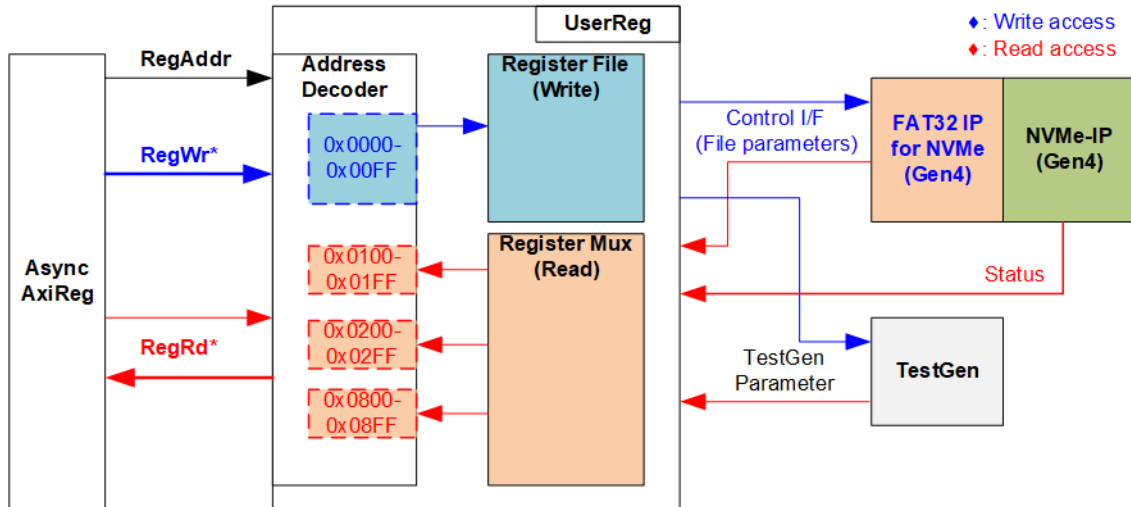 UserReg
♦: Write access
♦: Read access
RegAddr
RegWr*
RegRd*
Async
AxiReg
Address
Decoder
0x0000-
0x00FF
0x0100-
0x01FF
0x0200-
0x02FF
0x0800-
0x08FF
Register File
(Write)
Register Mux
(Read)
Control I/F
(File parameters)
FAT32 IP
for NVMe
(Gen4)
NVMe-IP
(Gen4)
Status
TestGen
Parameter
TestGen